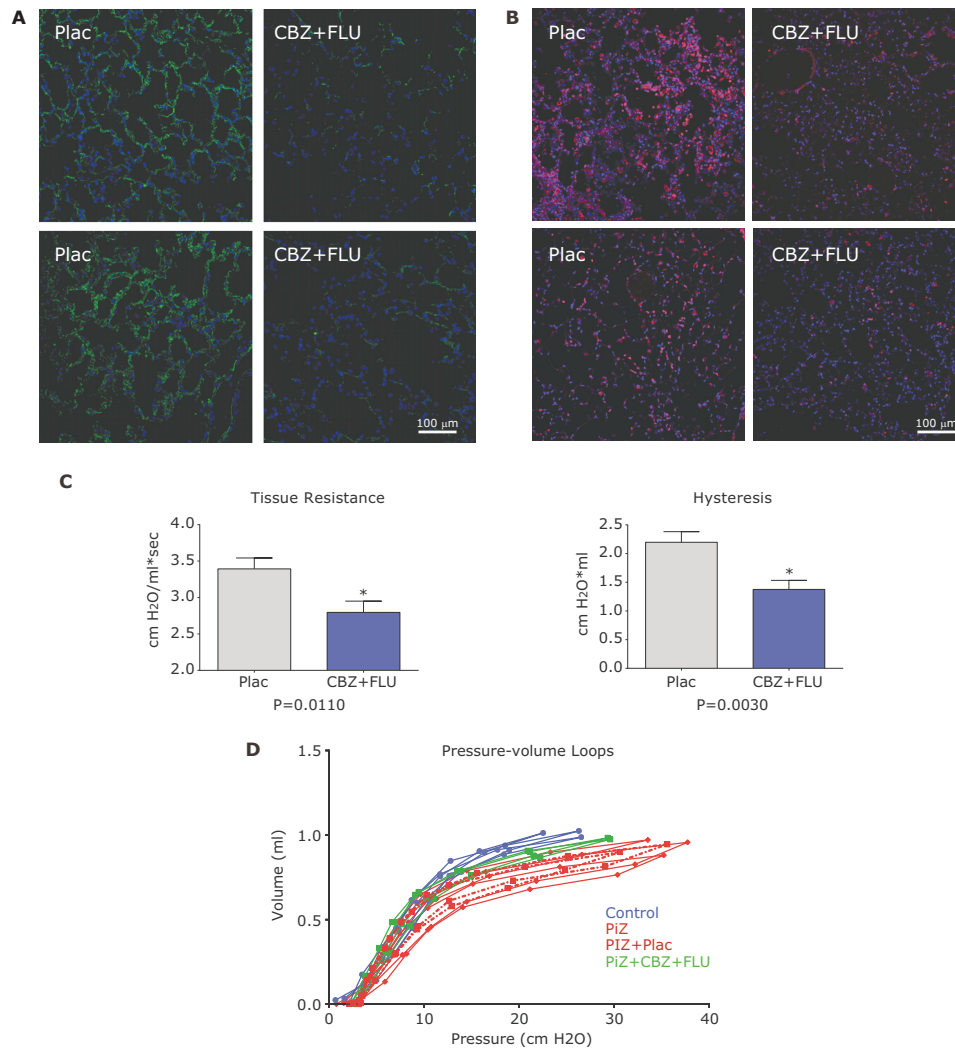 A
Plac
CBZ+FLU
Plac
CBZ+FLU
100 μm
B
Plac
CBZ+FLU
Plac
CBZ+FLU
100 μm
C
Tissue Resistance
cm H2O/ml*sec
4.0
3.5
3.0
2.5
2.0
*
Plac
CBZ+FLU
P=0.0110
Hysteresis
cm H2O*ml
2.5
2.0
1.5
1.0
0.5
0.0
*
Plac
CBZ+FLU
P=0.0030
D
Pressure-volume Loops
Volume (ml)
1.5
1.0
0.5
0.0
Control
PiZ
PIZ+Plac
PiZ+CBZ+FLU
0
10
20
30
40
Pressure (cm H2O)